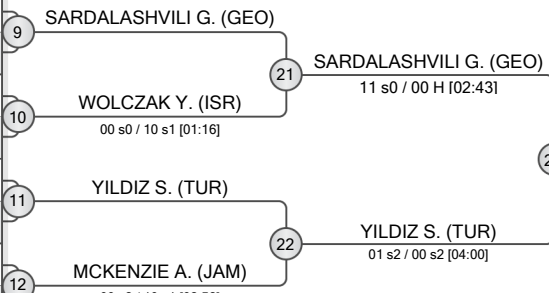 9
SARDALASHVILI G. (GEO)
21
SARDALASHVILI G. (GEO)
11 s0 / 00 H [02:43]
10
WOLCZAK Y. (ISR)
00 s0 / 10 s1 [01:16]
11
YILDIZ S. (TUR)
22
YILDIZ S. (TUR)
01 s2 / 00 s2 [04:00]
12
MCKENZIE A. (JAM)